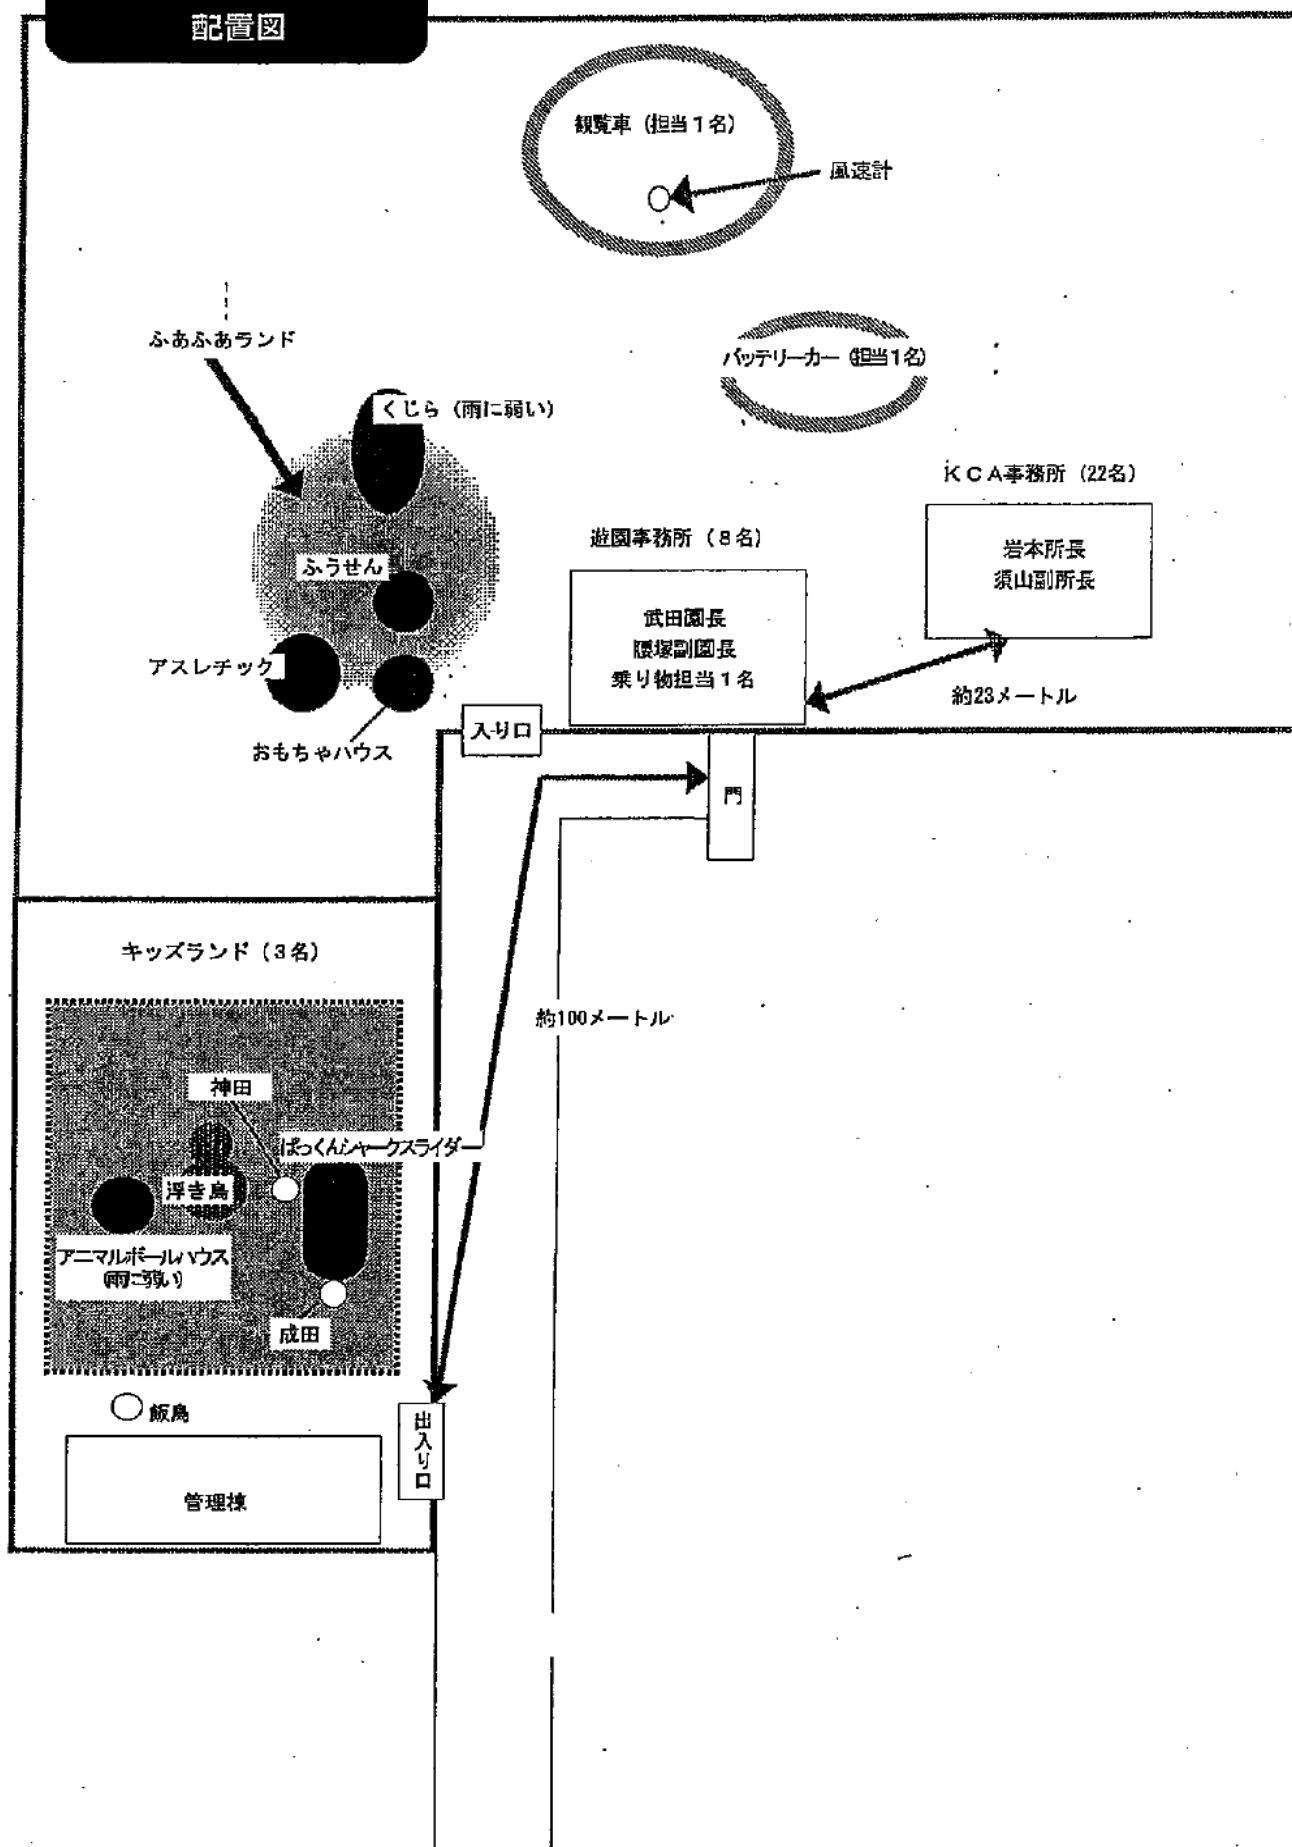 配置図
観覧車（担当１名）
風速計
ふあふあランド
バッテリーカー（担当1名）
くじら（雨に弱い）
ＫＣＡ事務所（22名）
岩本所長
須山副所長
遊園事務所（８名）
武田園長
腰塚副園長
乗り物担当１名
ふうせん
アスレチック
おもちゃハウス
約23メートル
入り口
門
キッズランド（３名）
約100メートル
神田
ぱっくんシャークスライダー
浮き島
アニマルボールハウス
（雨に弱い）
成田
飯島
出入り口
管理棟